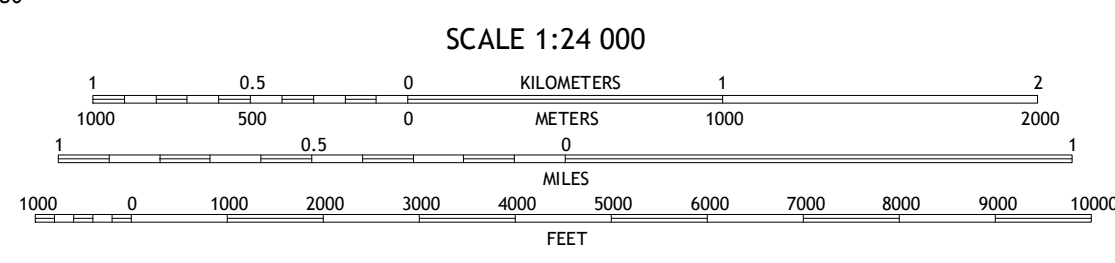 SCALE 1:24 000
1 0.5 0 KILOMETERS 1 2
1000 500 0 METERS 1000 2000
1 0.5 0 1
MILES
1000 0 1000 2000 3000 4000 5000 6000 7000 8000 9000 10000
FEET